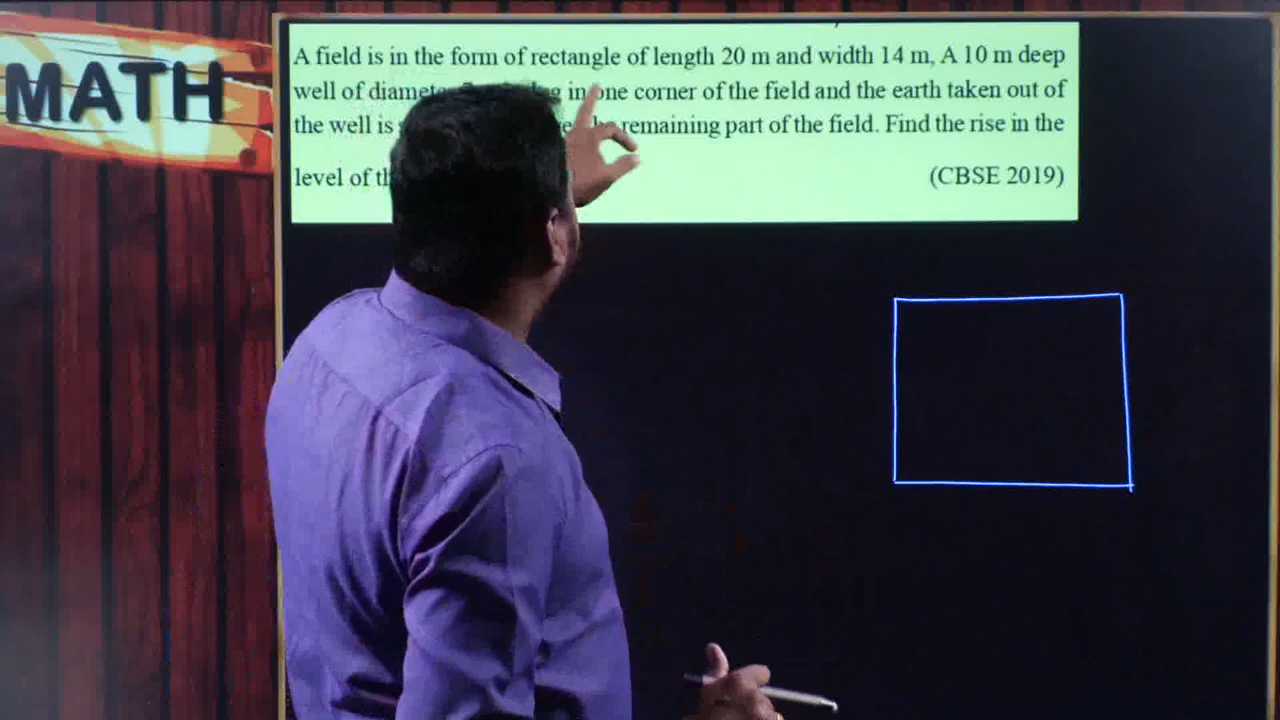 MATH
A field is in the form of rectangle of length 20 m and width 14 m, A 10 m deep
well of in one corner of the field and the earth taken out of
the well is remaining part of the field. Find the rise in the
level of
(CBSE 2019)